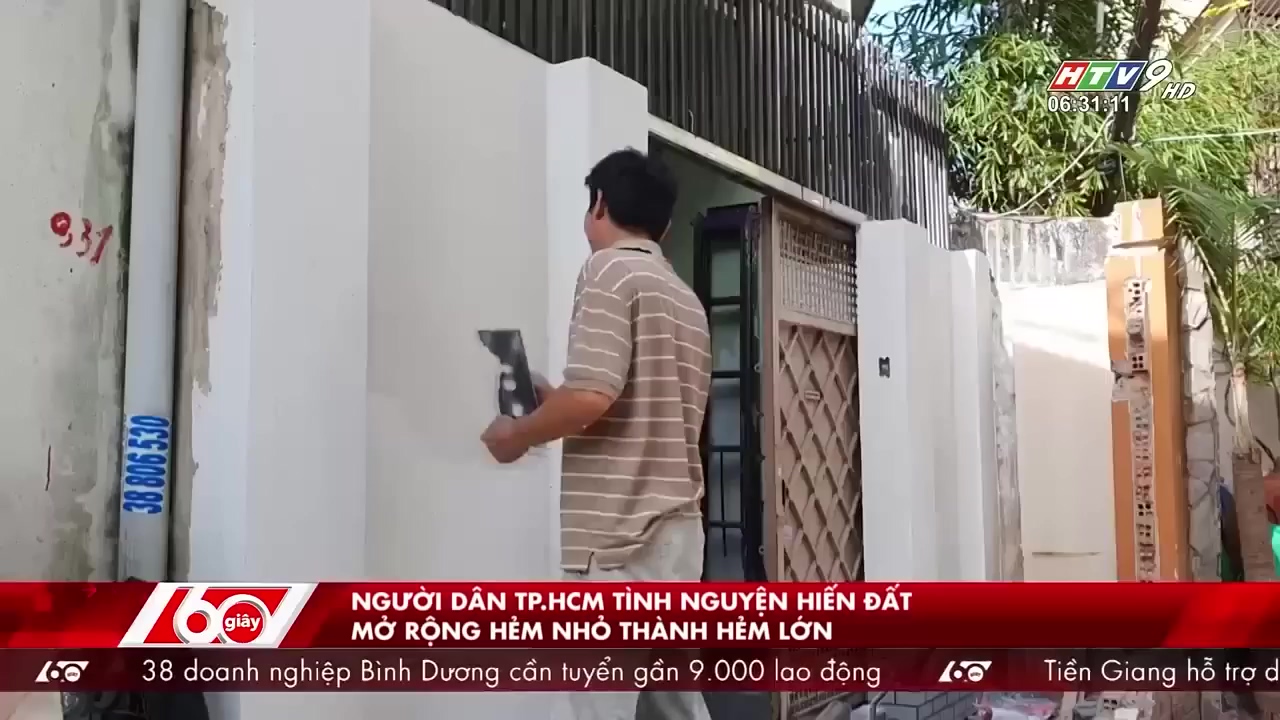 HTV9 HD
06:31:11
931
38 806 530
60 giây
NGƯỜI DÂN TP.HCM TÌNH NGUYỆN HIẾN ĐẤT
MỞ RỘNG HẺM NHỎ THÀNH HẺM LỚN
60 38 doanh nghiệp Bình Dương cần tuyển gần 9.000 lao động 60 Tiền Giang hỗ trợ d